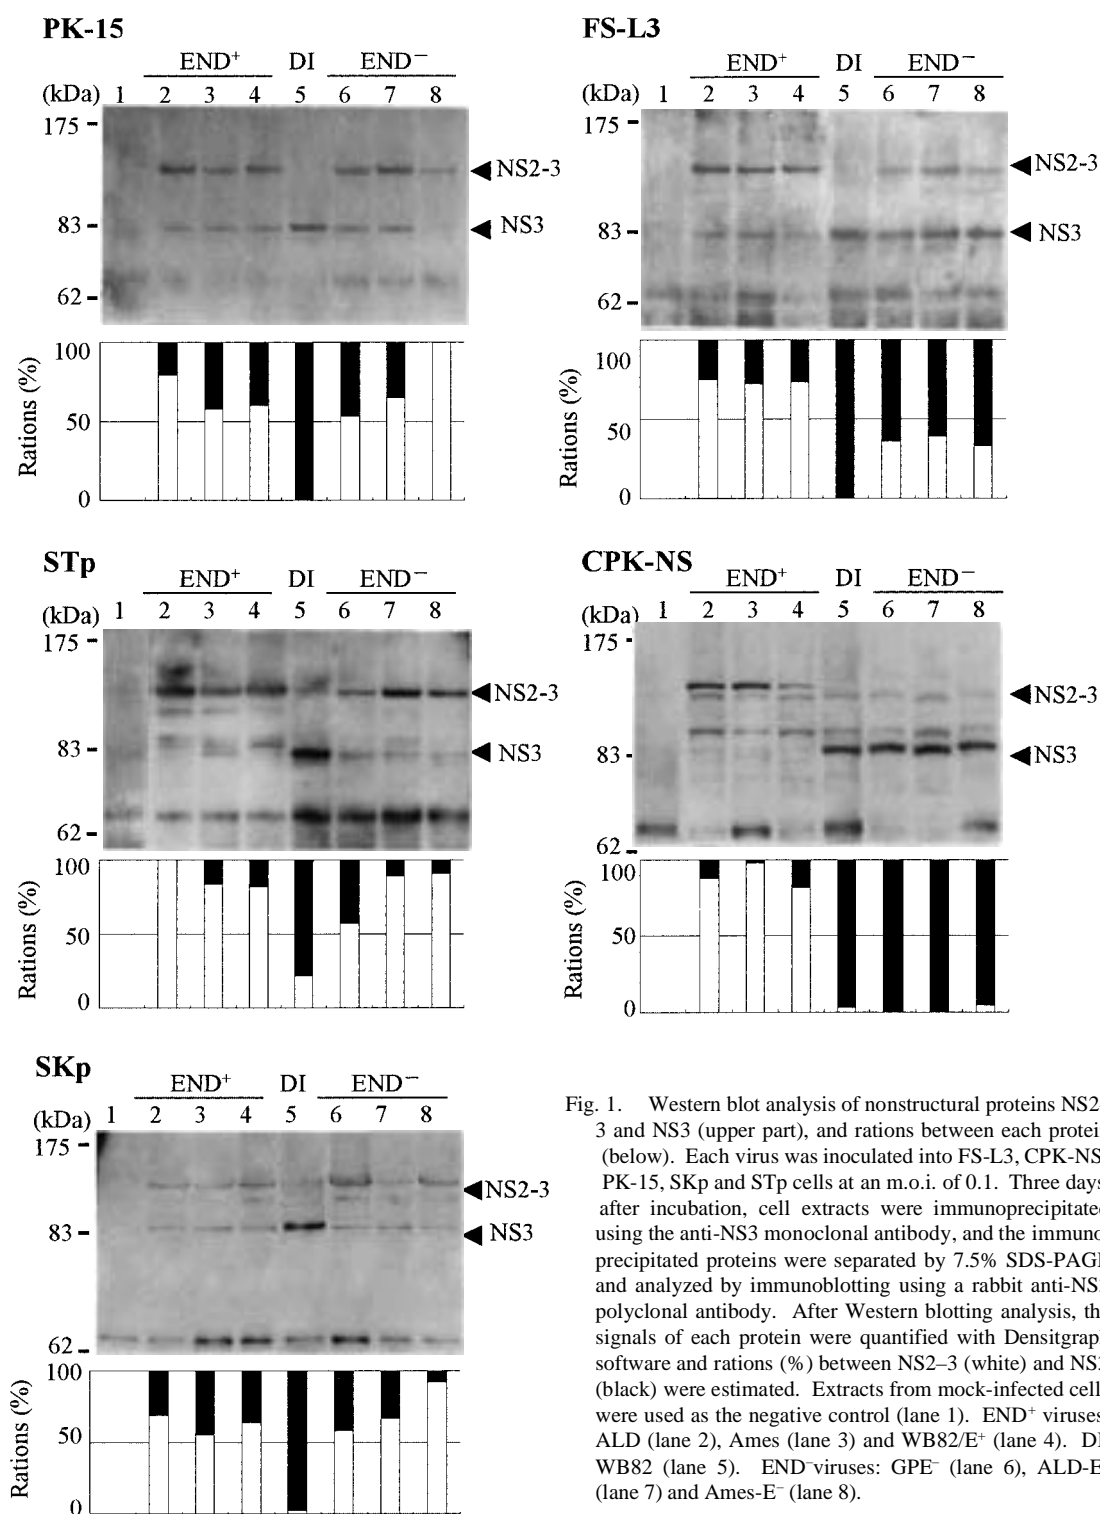 PK-15
END+ DI END−
(kDa) 1 2 3 4 5 6 7 8
175
NS2-3
83
NS3
62
Rations (%)
100
50
0
FS-L3
END+ DI END−
(kDa) 1 2 3 4 5 6 7 8
175
NS2-3
83
NS3
62
Rations (%)
100
50
0
STp
END+ DI END−
(kDa) 1 2 3 4 5 6 7 8
175
NS2-3
83
NS3
62
Rations (%)
100
50
0
CPK-NS
END+ DI END−
(kDa) 1 2 3 4 5 6 7 8
175
NS2-3
83
NS3
62
Rations (%)
100
50
0
SKp
END+ DI END−
(kDa) 1 2 3 4 5 6 7 8
175
NS2-3
83
NS3
62
Rations (%)
100
50
0
Fig. 1. Western blot analysis of nonstructural proteins NS2-
3 and NS3 (upper part), and rations between each protein
(below). Each virus was inoculated into FS-L3, CPK-NS
PK-15, SKp and STp cells at an m.o.i. of 0.1. Three days
after incubation, cell extracts were immunoprecipitated
using the anti-NS3 monoclonal antibody, and the immuno
precipitated proteins were separated by 7.5% SDS-PAGE
and analyzed by immunoblotting using a rabbit anti-NS3
polyclonal antibody. After Western blotting analysis, the
signals of each protein were quantified with Densitgraph
software and rations (%) between NS2–3 (white) and NS3
(black) were estimated. Extracts from mock-infected cell
were used as the negative control (lane 1). END+ viruses
ALD (lane 2), Ames (lane 3) and WB82/E+ (lane 4). DI
WB82 (lane 5). END−viruses: GPE− (lane 6), ALD-E
(lane 7) and Ames-E− (lane 8).